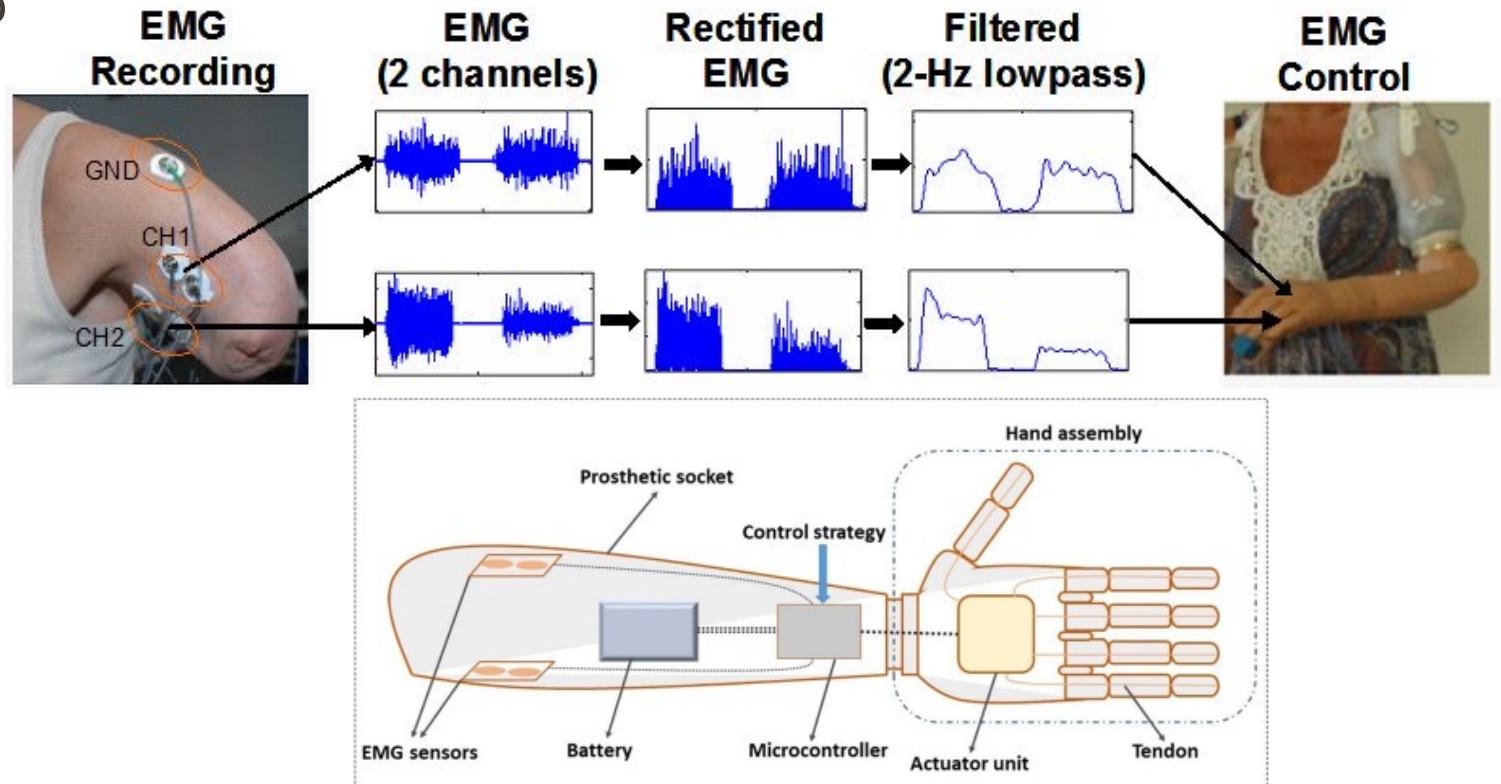 EMG
Recording
EMG
(2 channels)
Rectified
EMG
Filtered
(2-Hz lowpass)
EMG
Control
GND
CH1
CH2
Hand assembly
Prosthetic socket
Control strategy
EMG sensors
Battery
Microcontroller
Actuator unit
Tendon